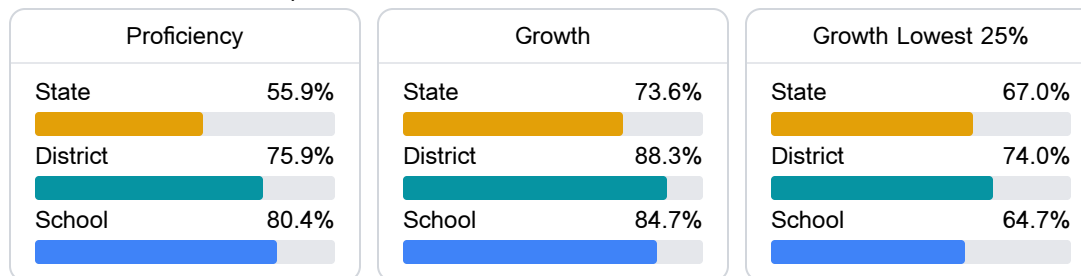 Proficiency
State 55.9%
District 75.9%
School 80.4%
Growth
State 73.6%
District 88.3%
School 84.7%
Growth Lowest 25%
State 67.0%
District 74.0%
School 64.7%